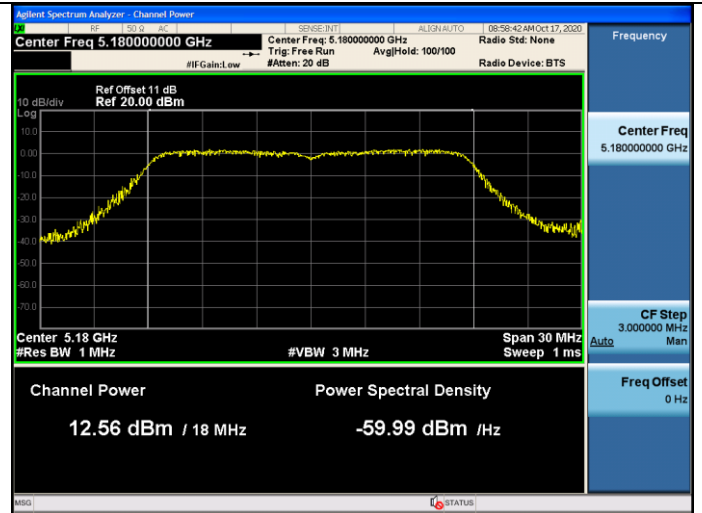 Agilent Spectrum Analyzer - Channel Power
RF 50 Ω AC SENSE:INT ALIGN AUTO 08:58:42 AM Oct 17, 2020
Center Freq 5.180000000 GHz
Center Freq: 5.180000000 GHz Radio Std: None
Trig: Free Run Avg|Hold: 100/100
#IFGain:Low #Atten: 20 dB Radio Device: BTS
Frequency
Ref Offset 11 dB
10 dB/div Ref 20.00 dBm
Log
10.0
0.00
-10.0
-20.0
-30.0
-40.0
-50.0
-60.0
-70.0
Center 5.18 GHz Span 30 MHz
#Res BW 1 MHz #VBW 3 MHz Sweep 1 ms
Channel Power Power Spectral Density
12.56 dBm / 18 MHz -59.99 dBm /Hz
Center Freq
5.180000000 GHz
CF Step
3.000000 MHz
Auto Man
Freq Offset
0 Hz
MSG STATUS